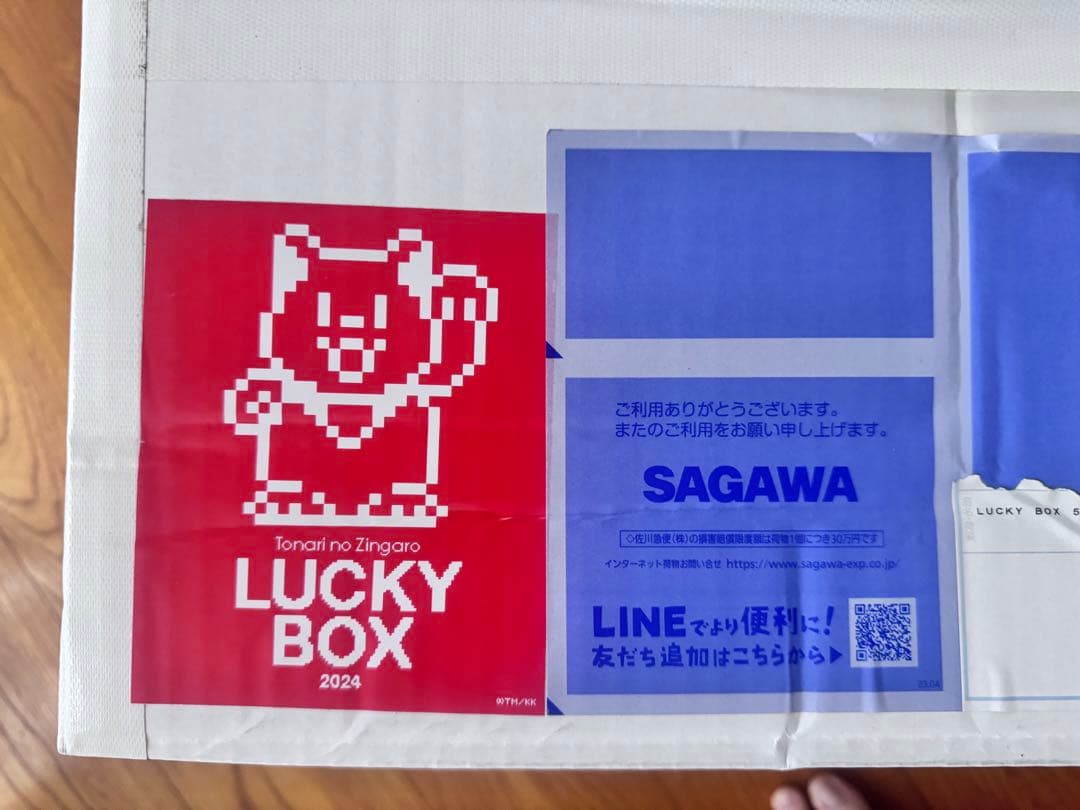 Tonari no Zingaro
LUCKY
BOX
2024
©TM/KK
ご利用ありがとうございます。
またのご利用をお願い申し上げます。
SAGAWA
◇佐川急便(株)の損害賠償限度額は荷物1個につき30万円です
インターネット荷物お問い合せ https://www.sagawa-exp.co.jp/
LINEでより便利に!
友だち追加はこちらから▶
23.04
LUCKY BOX 5